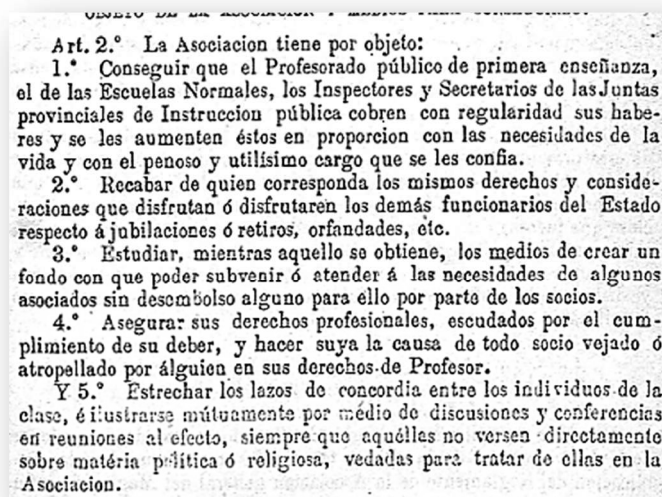 OBJETO DE LA ASOCIACION Y MEDIOS PARA CONSEGUIRLO.
Art. 2.º La Asociacion tiene por objeto:
1.º Conseguir que el Profesorado público de primera enseñanza,
el de las Escuelas Normales, los Inspectores y Secretarios de las Juntas
provinciales de Instruccion pública cobren con regularidad sus habe-
res y se les aumenten éstos en proporcion con las necesidades de la
vida y con el penoso y utilísimo cargo que se les confia.
2.º Recabar de quien corresponda los mismos derechos y conside-
raciones que disfrutan ó disfrutaren los demás funcionarios del Estado
respecto á jubilaciones ó retiros, orfandades, etc.
3.º Estudiar, mientras aquello se obtiene, los medios de crear un
fondo con que poder subvenir ó atender á las necesidades de algunos
asociados sin desembolso alguno para ello por parte de los socios.
4.º Asegurar sus derechos profesionales, escudados por el cum-
plimiento de su deber, y hacer suya la causa de todo socio vejado ó
atropellado por álguien en sus derechos de Profesor.
Y 5.º Estrechar los lazos de concordia entre los individuos de la
clase, é ilustrarse mútuamente por médio de discusiones y conferencias
en reuniones al efecto, siempre que aquéllas no versen directamente
sobre matéria política ó religiosa, vedadas para tratar de ellas en la
Asociacion.